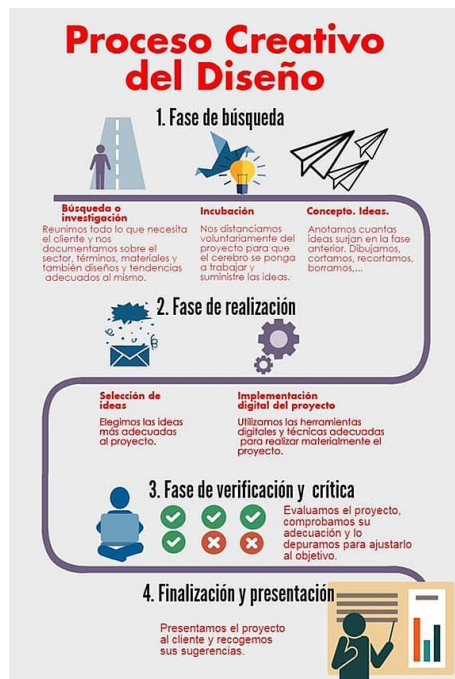 Proceso Creativo
del Diseño
1. Fase de búsqueda
Búsqueda o
investigación
Reunimos todo lo que necesita
el cliente y nos
documentamos sobre el
sector, términos, materiales y
también diseños y tendencias
adecuados al mismo.
Incubación
Nos distanciamos
voluntariamente del
proyecto para que
el cerebro se ponga
a trabajar y
suministre las ideas.
Concepto. Ideas.
Anotamos cuantas
ideas surjan en la fase
anterior. Dibujamos,
cortamos, recortamos,
borramos,...
2. Fase de realización
Selección de
ideas
Elegimos las ideas
más adecuadas
al proyecto.
Implementación
digital del proyecto
Utilizamos las herramientas
digitales y técnicas adecuadas
para realizar materialmente el
proyecto.
3. Fase de verificación y crítica
Evaluamos el proyecto,
comprobamos su
adecuación y lo
depuramos para ajustarlo
al objetivo.
4. Finalización y presentación
Presentamos el proyecto
al cliente y recogemos
sus sugerencias.